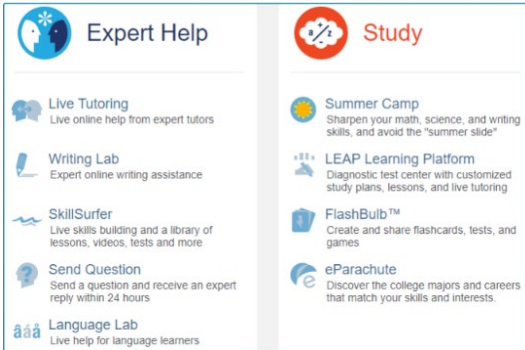 Expert Help
Live Tutoring
Live online help from expert tutors
Writing Lab
Expert online writing assistance
SkillSurfer
Live skills building and a library of
lessons, videos, tests and more
Send Question
Send a question and receive an expert
reply within 24 hours
âäå Language Lab
Live help for language learners
Study
Summer Camp
Sharpen your math, science, and writing
skills, and avoid the "summer slide"
LEAP Learning Platform
Diagnostic test center with customized
study plans, lessons, and live tutoring
FlashBulb™
Create and share flashcards, tests, and
games
eParachute
Discover the college majors and careers
that match your skills and interests.